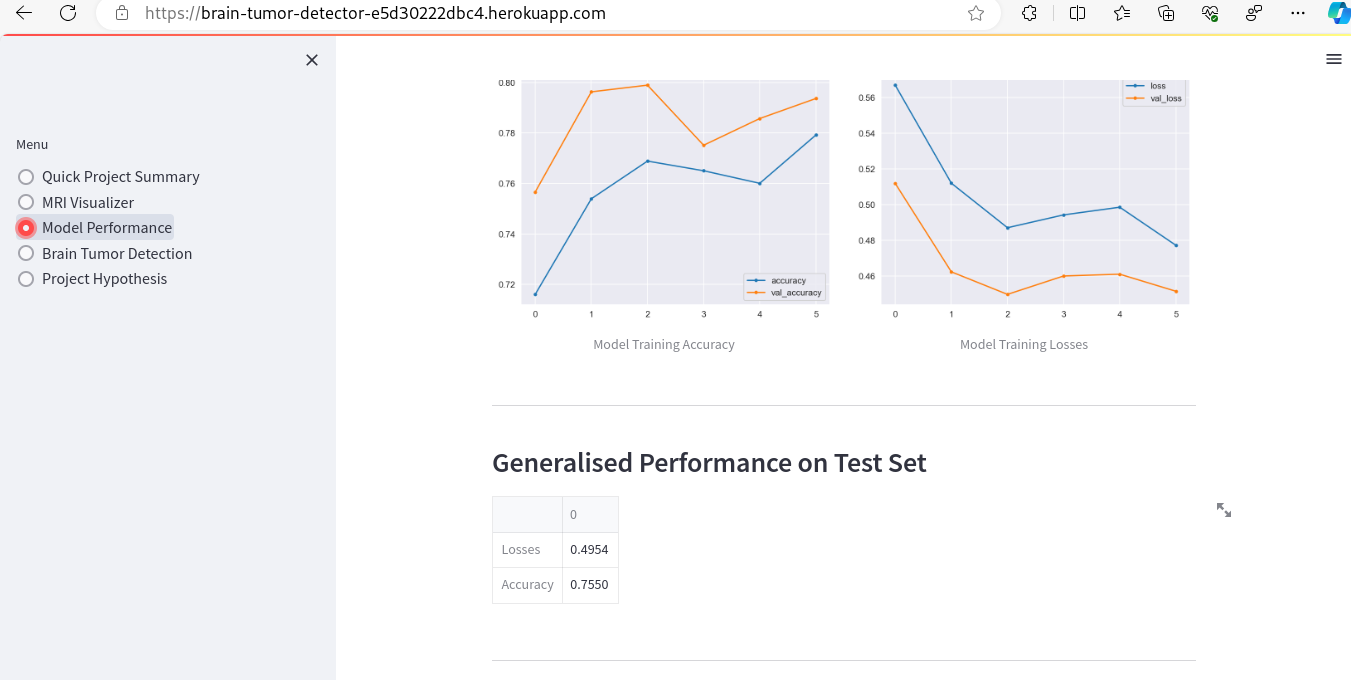 https://brain-tumor-detector-e5d30222dbc4.herokuapp.com
Menu
Quick Project Summary
MRI Visualizer
Model Performance
Brain Tumor Detection
Project Hypothesis
0.80
0.78
0.76
0.74
0.72
0 1 2 3 4 5
accuracy
val_accuracy
Model Training Accuracy
0.56
0.54
0.52
0.50
0.48
0.46
0 1 2 3 4 5
loss
val_loss
Model Training Losses
Generalised Performance on Test Set
0
Losses 0.4954
Accuracy 0.7550